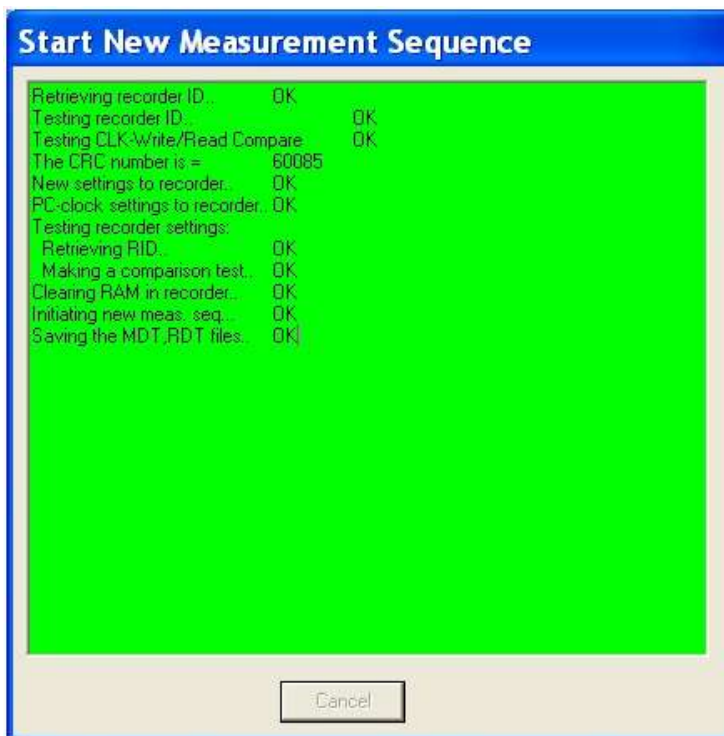 Start New Measurement Sequence
Retrieving recorder ID.. OK
Testing recorder ID.. OK
Testing CLK-Write/Read Compare OK
The CRC number is = 60085
New settings to recorder.. OK
PC-clock settings to recorder.. OK
Testing recorder settings:
Retrieving RID... OK
Making a comparison test.. OK
Clearing RAM in recorder.. OK
Initiating new meas. seq... OK
Saving the MDT,RDT files.. OK
Cancel